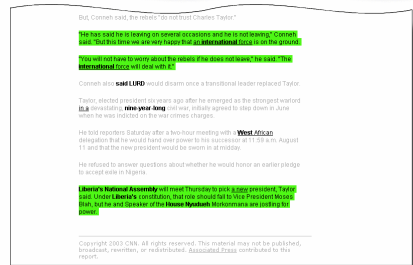 But, Conneh said, the rebels "do not trust Charles Taylor."
"He has said he is leaving on several occasions and he is not leaving," Conneh
said. "But this time we are very happy that an international force is on the ground.
"You will not have to worry about the rebels if he does not leave," he said. "The
international force will deal with it."
Conneh also said LURD would disarm once a transitional leader replaced Taylor.
Taylor, elected president six years ago after he emerged as the strongest warlord
in a devastating, nine-year-long civil war, initially agreed to step down in June
when he was indicted on the war crimes charges.
He told reporters Saturday after a two-hour meeting with a West African
delegation that he would hand over power to his successor at 11:59 a.m. August
11 and that the new president would be sworn in at midday.
He refused to answer questions about whether he would honor an earlier pledge
to accept exile in Nigeria.
Liberia's National Assembly will meet Thursday to pick a new president, Taylor
said. Under Liberia's constitution, that role should fall to Vice President Moses
Blah, but he and Speaker of the House Nyudueh Morkonmana are jostling for
power.
Copyright 2003 CNN. All rights reserved. This material may not be published,
broadcast, rewritten, or redistributed. Associated Press contributed to this
report.